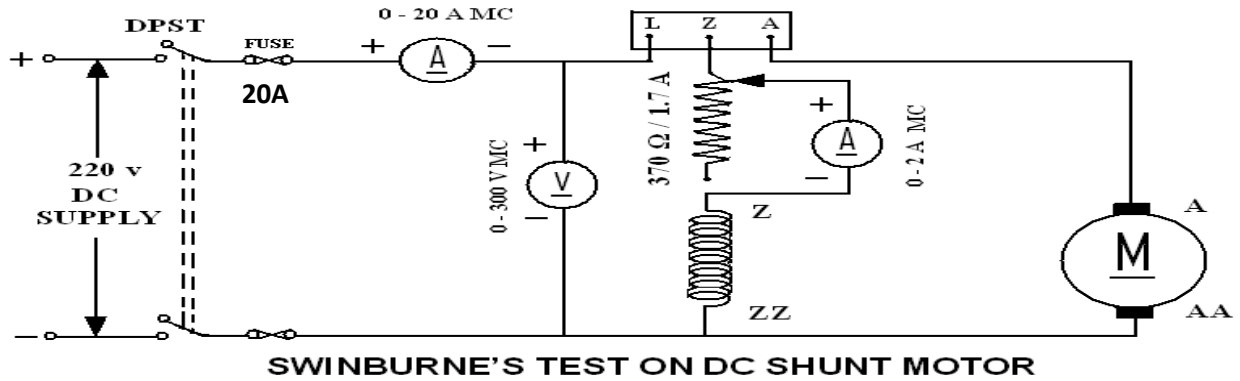 0 - 20 A MC
DPST
FUSE
20A
+
+
A
−
L Z A
220 v
DC
SUPPLY
−
0 - 300 V MC
+
V
−
370 Ω / 1.7 A
+
A
−
0 - 2 A MC
Z
ZZ
A
M
AA
SWINBURNE'S TEST ON DC SHUNT MOTOR